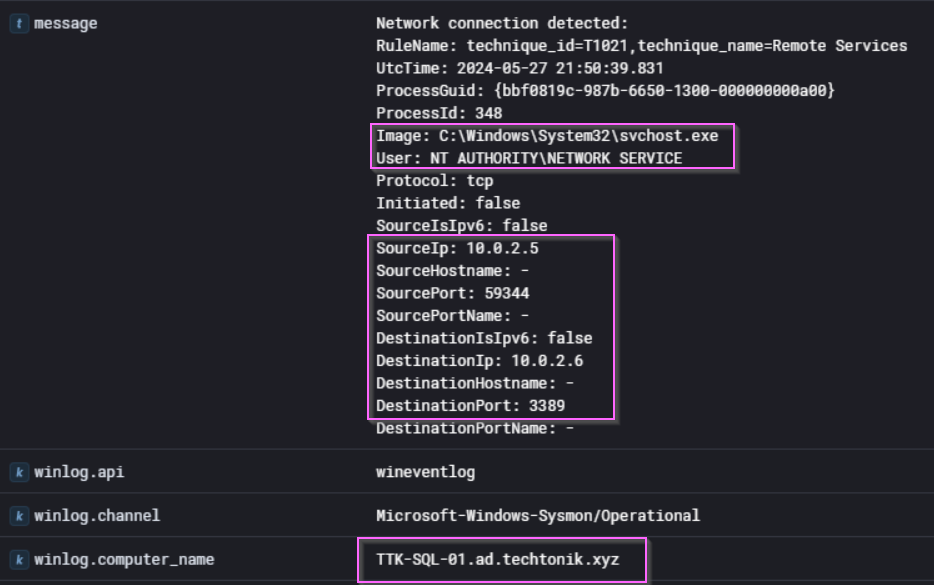 t message
Network connection detected:
RuleName: technique_id=T1021,technique_name=Remote Services
UtcTime: 2024-05-27 21:50:39.831
ProcessGuid: {bbf0819c-987b-6650-1300-000000000a00}
ProcessId: 348
Image: C:\Windows\System32\svchost.exe
User: NT AUTHORITY\NETWORK SERVICE
Protocol: tcp
Initiated: false
SourceIsIpv6: false
SourceIp: 10.0.2.5
SourceHostname: -
SourcePort: 59344
SourcePortName: -
DestinationIsIpv6: false
DestinationIp: 10.0.2.6
DestinationHostname: -
DestinationPort: 3389
DestinationPortName: -
k winlog.api wineventlog
k winlog.channel Microsoft-Windows-Sysmon/Operational
k winlog.computer_name TTK-SQL-01.ad.techtonik.xyz